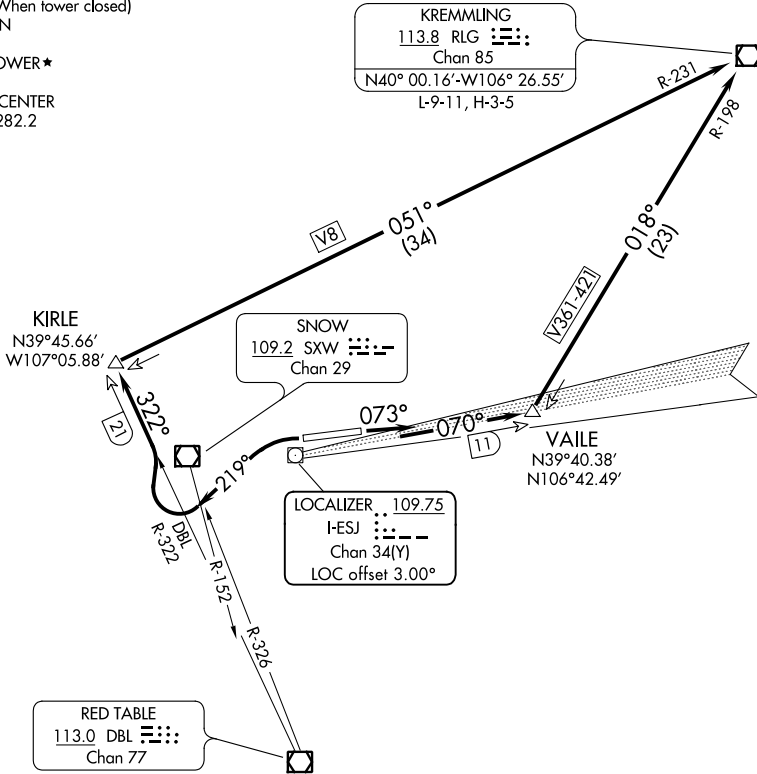 When tower closed)
N
OWER★
CENTER
282.2
KREMMLING
113.8 RLG
Chan 85
N40° 00.16′-W106° 26.55′
L-9-11, H-3-5
R-231
R-198
051°
(34)
V8
018°
(23)
V361-421
KIRLE
N39°45.66′
W107°05.88′
SNOW
109.2 SXW
Chan 29
322°
21
073°
070°
11
VAILE
N39°40.38′
N106°42.49′
219°
LOCALIZER 109.75
I-ESJ
Chan 34(Y)
LOC offset 3.00°
DBL
R-322
R-152
R-326
RED TABLE
113.0 DBL
Chan 77